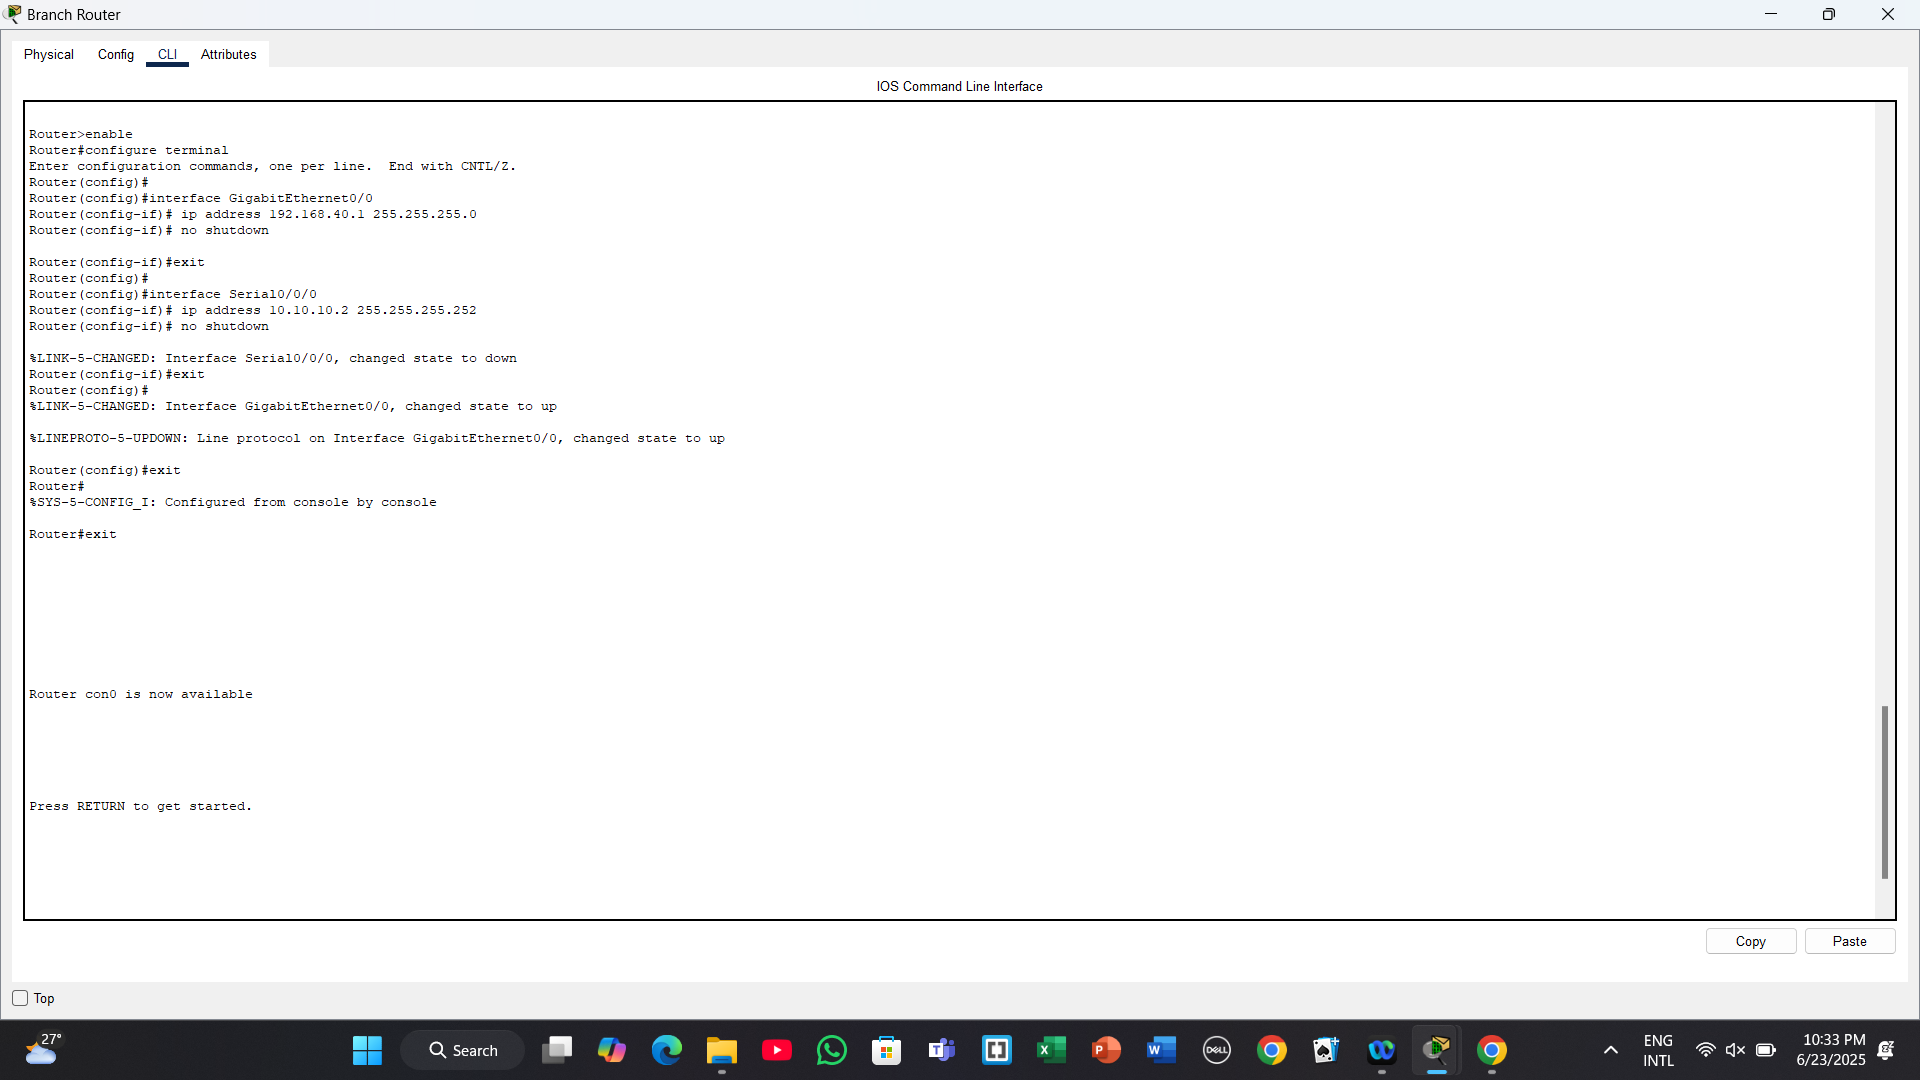 Branch Router
Physical Config CLI Attributes
IOS Command Line Interface
Router>enable
Router#configure terminal
Enter configuration commands, one per line.  End with CNTL/Z.
Router(config)#
Router(config)#interface GigabitEthernet0/0
Router(config-if)# ip address 192.168.40.1 255.255.255.0
Router(config-if)# no shutdown
Router(config-if)#exit
Router(config)#
Router(config)#interface Serial0/0/0
Router(config-if)# ip address 10.10.10.2 255.255.255.252
Router(config-if)# no shutdown
%LINK-5-CHANGED: Interface Serial0/0/0, changed state to down
Router(config-if)#exit
Router(config)#
%LINK-5-CHANGED: Interface GigabitEthernet0/0, changed state to up
%LINEPROTO-5-UPDOWN: Line protocol on Interface GigabitEthernet0/0, changed state to up
Router(config)#exit
Router#
%SYS-5-CONFIG_I: Configured from console by console
Router#exit
Router con0 is now available
Press RETURN to get started.
Copy Paste
Top
27°
Search
DELL
ENG
INTL
10:33 PM
6/23/2025